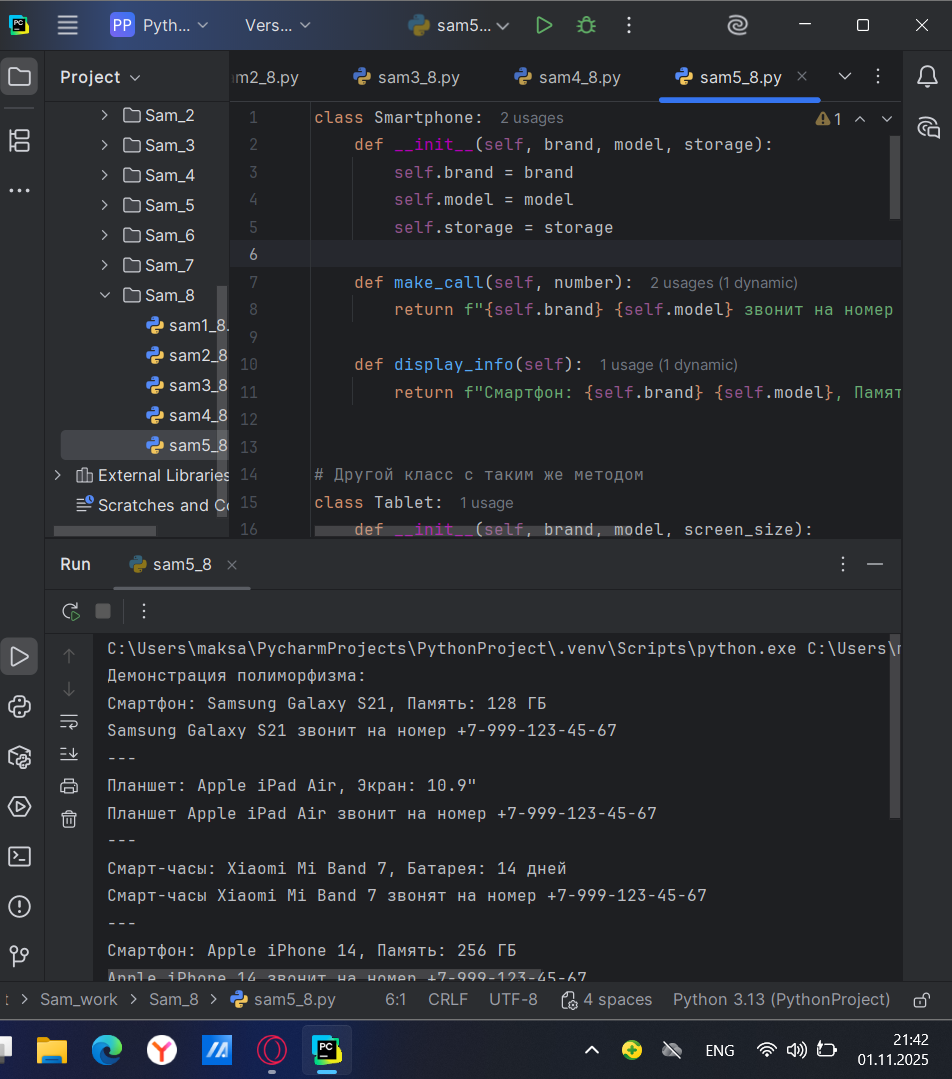 PP Pyth... Vers... sam5...
Project
m2_8.py sam3_8.py sam4_8.py sam5_8.py
Sam_2
Sam_3
Sam_4
Sam_5
Sam_6
Sam_7
Sam_8
sam1_8.
sam2_8
sam3_8
sam4_8
sam5_8
External Libraries
Scratches and Co
1 class Smartphone: 2 usages 1
2 def __init__(self, brand, model, storage):
3 self.brand = brand
4 self.model = model
5 self.storage = storage
6
7 def make_call(self, number): 2 usages (1 dynamic)
8 return f"{self.brand} {self.model} звонит на номер
9
10 def display_info(self): 1 usage (1 dynamic)
11 return f"Смартфон: {self.brand} {self.model}, Памят
12
13
14 # Другой класс с таким же методом
15 class Tablet: 1 usage
16 def __init__(self, brand, model, screen_size):
Run sam5_8
C:\Users\maksa\PycharmProjects\PythonProject\.venv\Scripts\python.exe C:\Users\
Демонстрация полиморфизма:
Смартфон: Samsung Galaxy S21, Память: 128 ГБ
Samsung Galaxy S21 звонит на номер +7-999-123-45-67
---
Планшет: Apple iPad Air, Экран: 10.9"
Планшет Apple iPad Air звонит на номер +7-999-123-45-67
---
Смарт-часы: Xiaomi Mi Band 7, Батарея: 14 дней
Смарт-часы Xiaomi Mi Band 7 звонят на номер +7-999-123-45-67
---
Смартфон: Apple iPhone 14, Память: 256 ГБ
Apple iPhone 14 звонит на номер +7-999-123-45-67
t > Sam_work > Sam_8 > sam5_8.py 6:1 CRLF UTF-8 4 spaces Python 3.13 (PythonProject)
PC ENG 21:42
01.11.2025